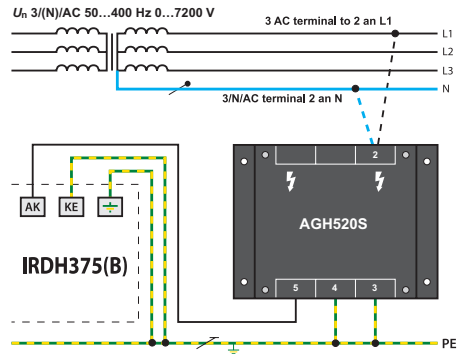 Un 3/(N)/AC 50...400 Hz 0...7200 V
3 AC terminal to 2 an L1
L1
L2
L3
N
3/N/AC terminal 2 an N
2
AK
KE
AGH520S
IRDH375(B)
5
4
3
PE